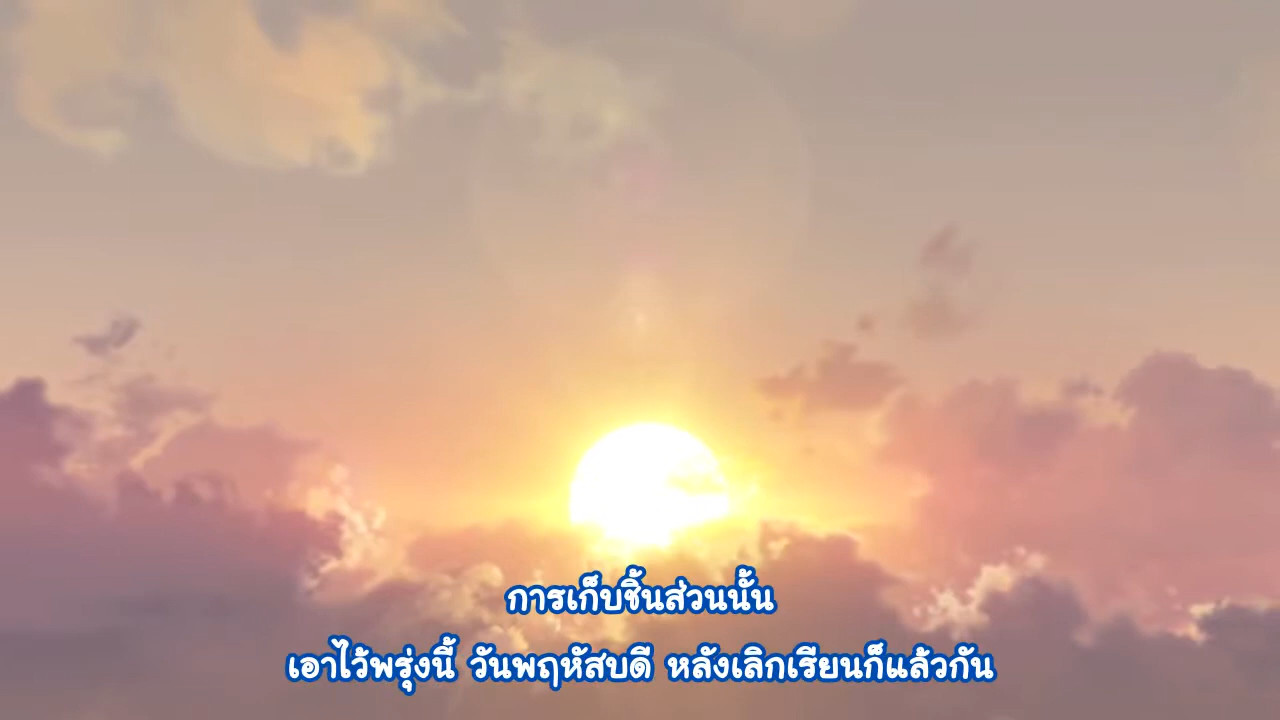 การเก็บชิ้นส่วนนั้น
เอาไว้พรุ่งนี้ วันพฤหัสบดี หลังเลิกเรียนก็แล้วกัน